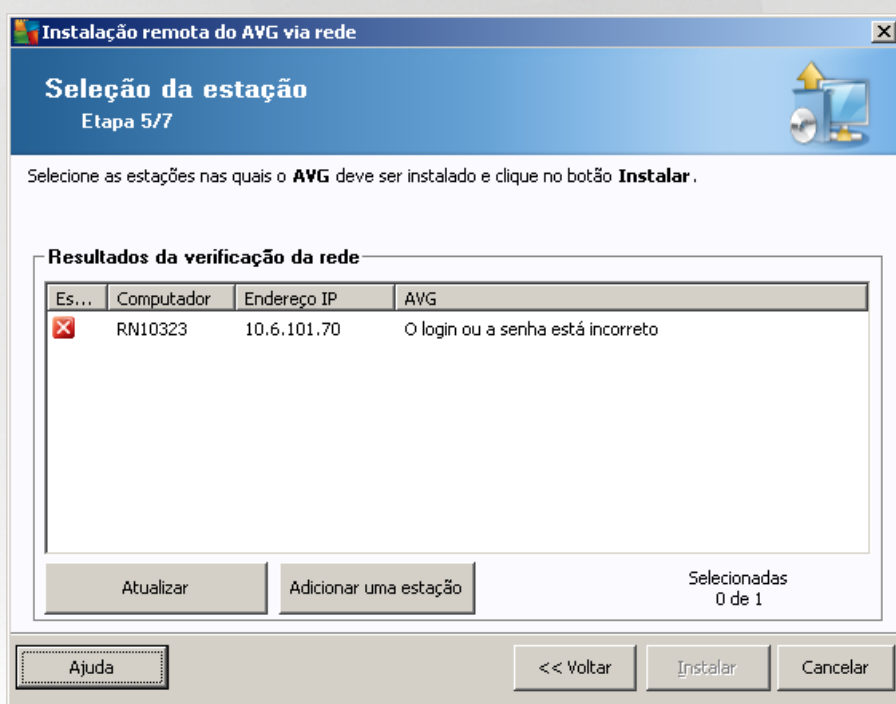 Instalação remota do AVG via rede
Seleção da estação
Etapa 5/7
Selecione as estações nas quais o AVG deve ser instalado e clique no botão Instalar.
Resultados da verificação da rede
Es... Computador Endereço IP AVG
RN10323 10.6.101.70 O login ou a senha está incorreto
Atualizar Adicionar uma estação Selecionadas
0 de 1
Ajuda << Voltar Instalar Cancelar